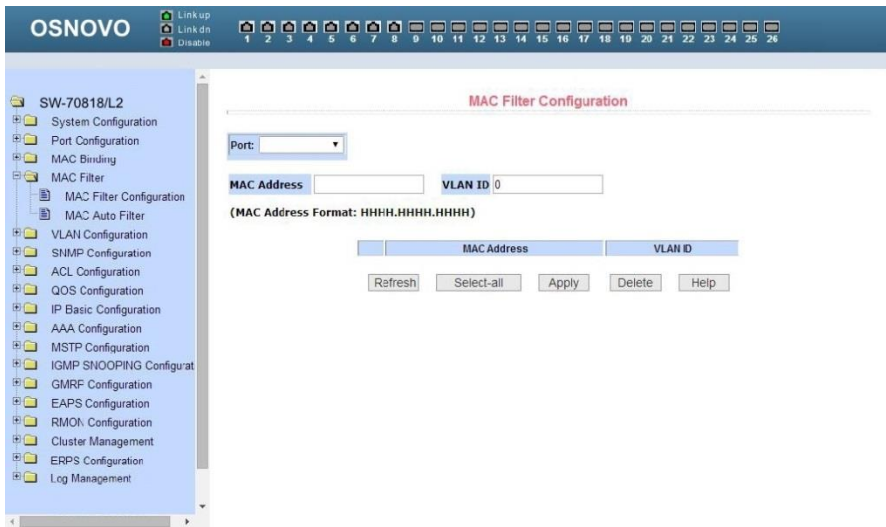 OSNOVO
Link up
Link dn
Disable
1 2 3 4 5 6 7 8 9 10 11 12 13 14 15 16 17 18 19 20 21 22 23 24 25 26
SW-70818/L2
System Configuration
Port Configuration
MAC Binding
MAC Filter
MAC Filter Configuration
MAC Auto Filter
VLAN Configuration
SNMP Configuration
ACL Configuration
QOS Configuration
IP Basic Configuration
AAA Configuration
MSTP Configuration
IGMP SNOOPING Configurat
GMRP Configuration
EAPS Configuration
RMON Configuration
Cluster Management
ERPS Configuration
Log Management
MAC Filter Configuration
Port:
MAC Address VLAN ID 0
(MAC Address Format: HHHH.HHHH.HHHH)
MAC Address VLAN ID
Refresh Select-all Apply Delete Help